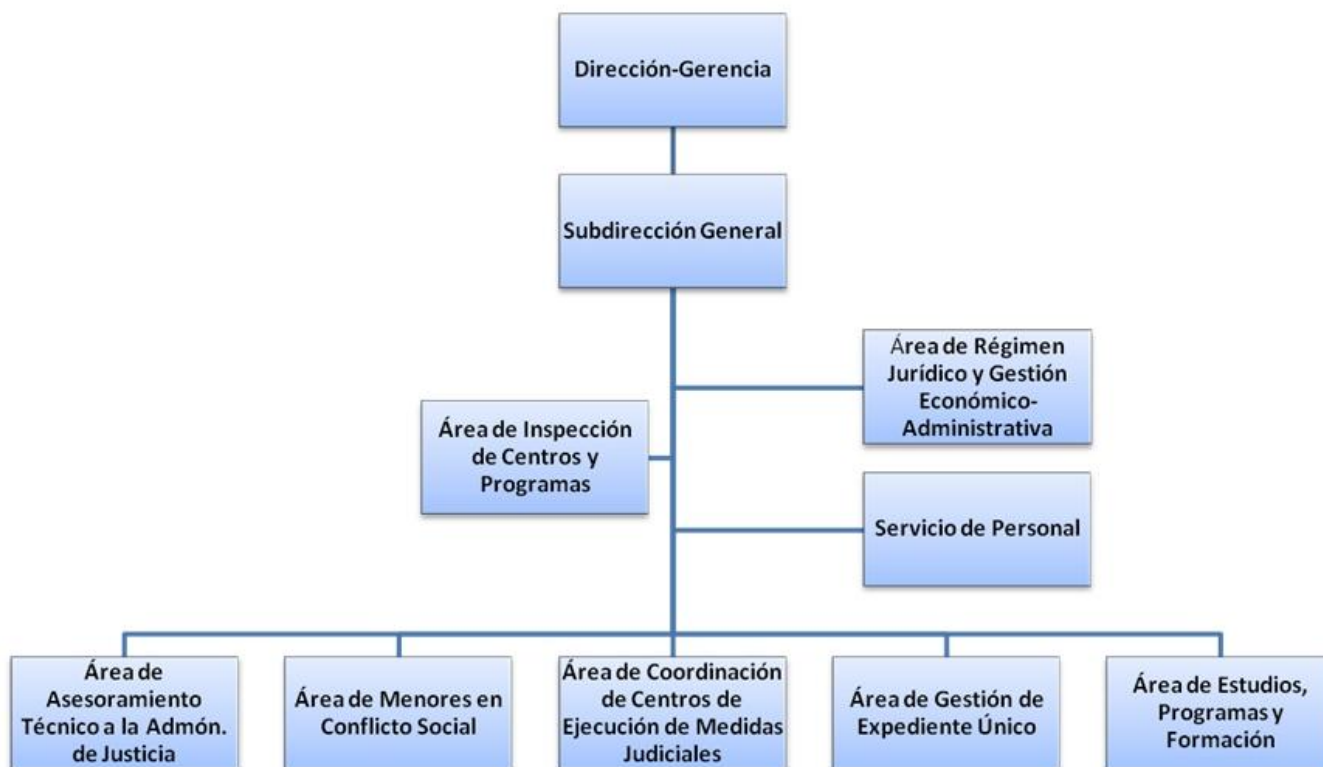 Dirección-Gerencia
Subdirección General
Área de Régimen
Jurídico y Gestión
Económico-
Administrativa
Área de Inspección
de Centros y
Programas
Servicio de Personal
Área de
Asesoramiento
Técnico a la Admón.
de Justicia
Área de Menores en
Conflicto Social
Área de Coordinación
de Centros de
Ejecución de Medidas
Judiciales
Área de Gestión de
Expediente Único
Área de Estudios,
Programas y
Formación